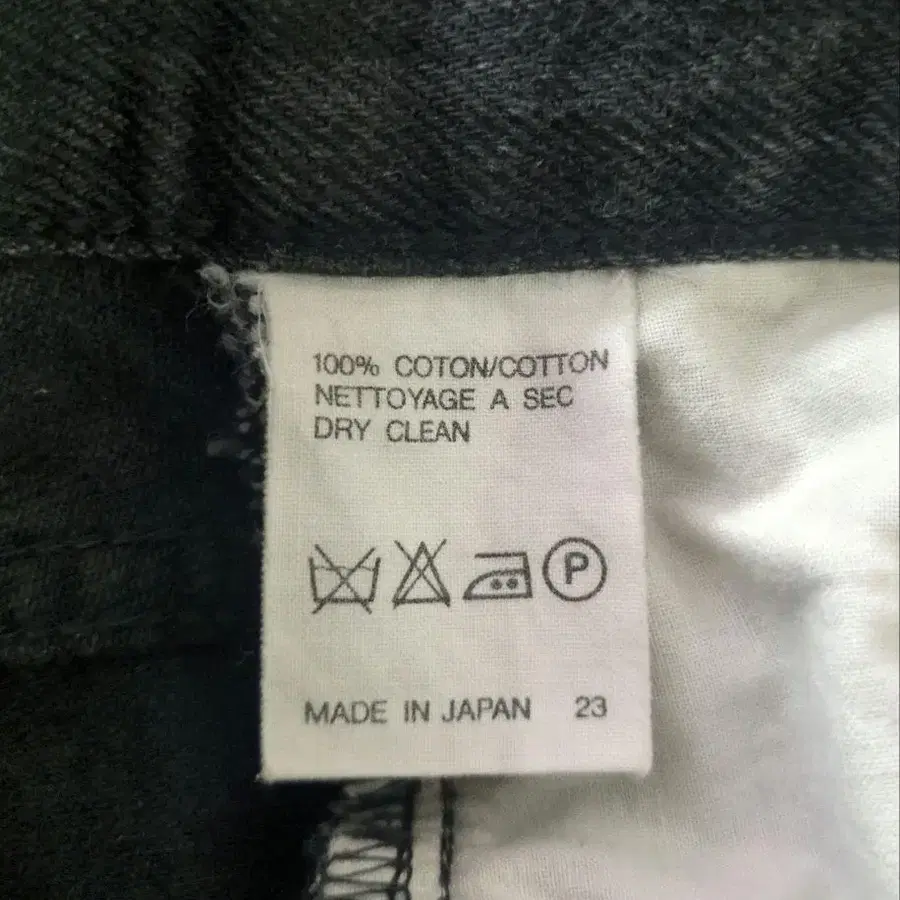 100% COTON/COTTON
NETTOYAGE A SEC
DRY CLEAN
P
MADE IN JAPAN 23